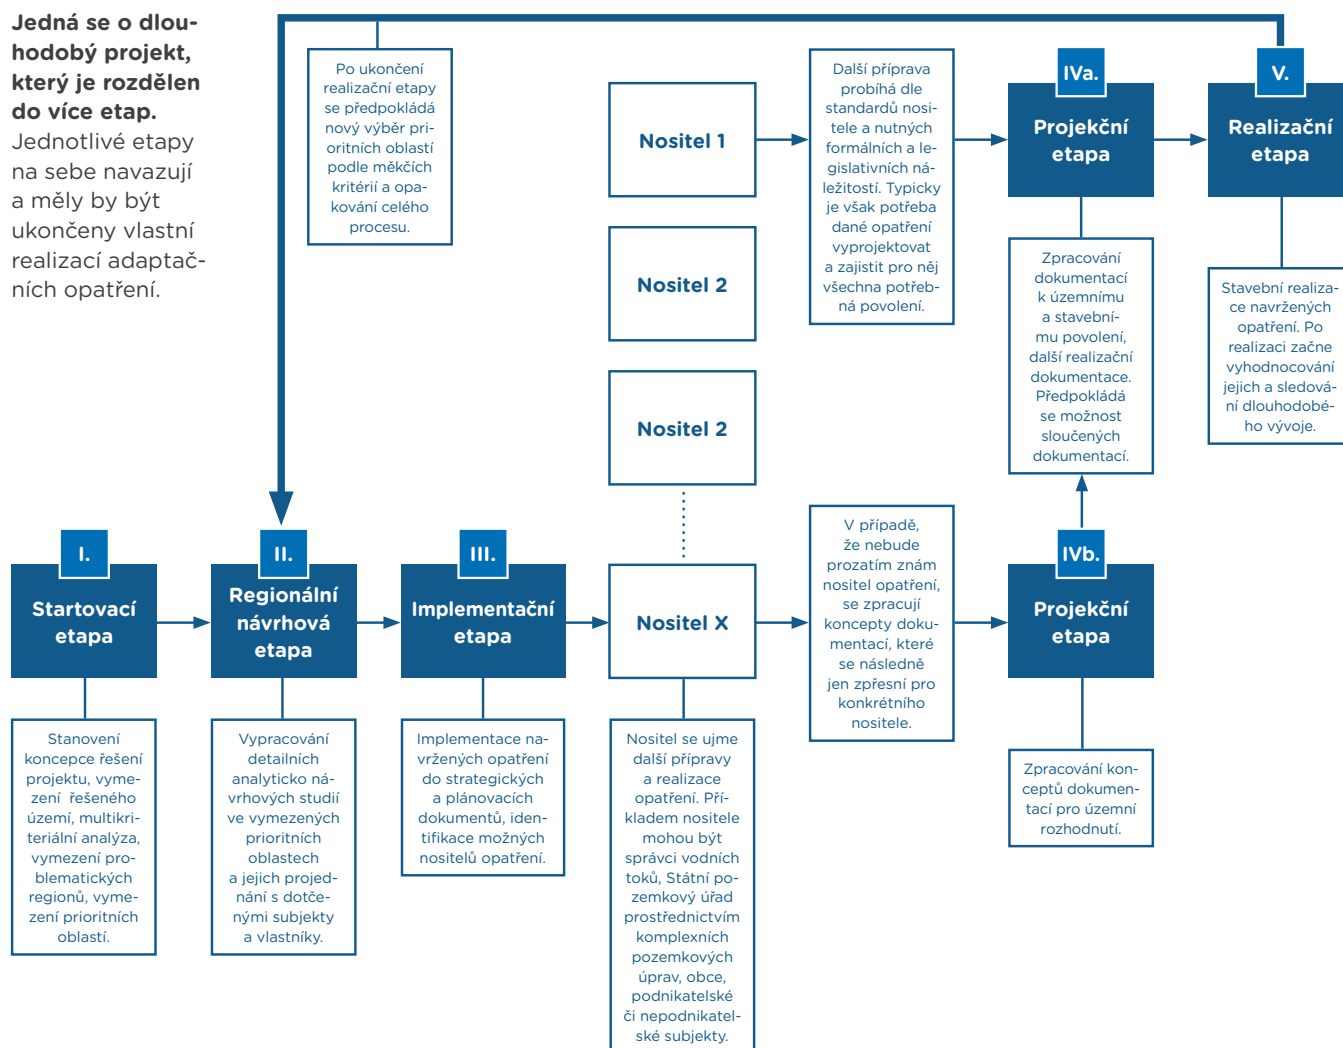 Jedná se o dlou-
hodobý projekt,
který je rozdělen
do více etap.
Jednotlivé etapy
na sebe navazují
a měly by být
ukončeny vlastní
realizací adaptač-
ních opatření.
Po ukončení
realizační etapy
se předpokládá
nový výběr pri-
oritních oblastí
podle měkčích
kritérií a opa-
kování celého
procesu.
Nositel 1
Nositel 2
Nositel 2
Další příprava
probíhá dle
standardů nosi-
tele a nutných
formálních a le-
gislativních ná-
ležitostí. Typicky
je však potřeba
dané opatření
vyprojektovat
a zajistit pro něj
všechna potřeb-
ná povolení.
IVa.
Projekční
etapa
Zpracování
dokumentací
k územnímu
a stavební-
mu povolení,
další realizační
dokumentace.
Předpokládá
se možnost
sloučených
dokumentací.
V.
Realizační
etapa
Stavební realiza-
ce navržených
opatření. Po
realizaci začne
vyhodnocování
jejich a sledová-
ní dlouhodobé-
ho vývoje.
I.
Startovací
etapa
Stanovení
koncepce řešení
projektu, vyme-
zení řešeného
území, multikri-
teriální analýza,
vymezení pro-
blematických
regionů, vyme-
zení prioritních
oblastí.
II.
Regionální
návrhová
etapa
Vypracování
detailních
analyticko ná-
vrhových studií
ve vymezených
prioritních
oblastech
a jejich projed-
nání s dotče-
nými subjekty
a vlastníky.
III.
Implementační
etapa
Implementace na-
vržených opatření
do strategických
a plánovacích
dokumentů, iden-
tifikace možných
nositelů opatření.
Nositel X
Nositel se ujme
další přípravy
a realizace
opatření. Pří-
kladem nositele
mohou být
správci vodních
toků, Státní po-
zemkový úřad
prostřednictvím
komplexních
pozemkových
úprav, obce,
podnikatelské
či nepodnikatel-
ské subjekty.
V případě,
že nebude
prozatím znám
nositel opatření,
se zpracují
koncepty doku-
mentací, které
se následně
jen zpřesní pro
konkrétního
nositele.
IVb.
Projekční
etapa
Zpracování kon-
ceptů dokumen-
tací pro územní
rozhodnutí.